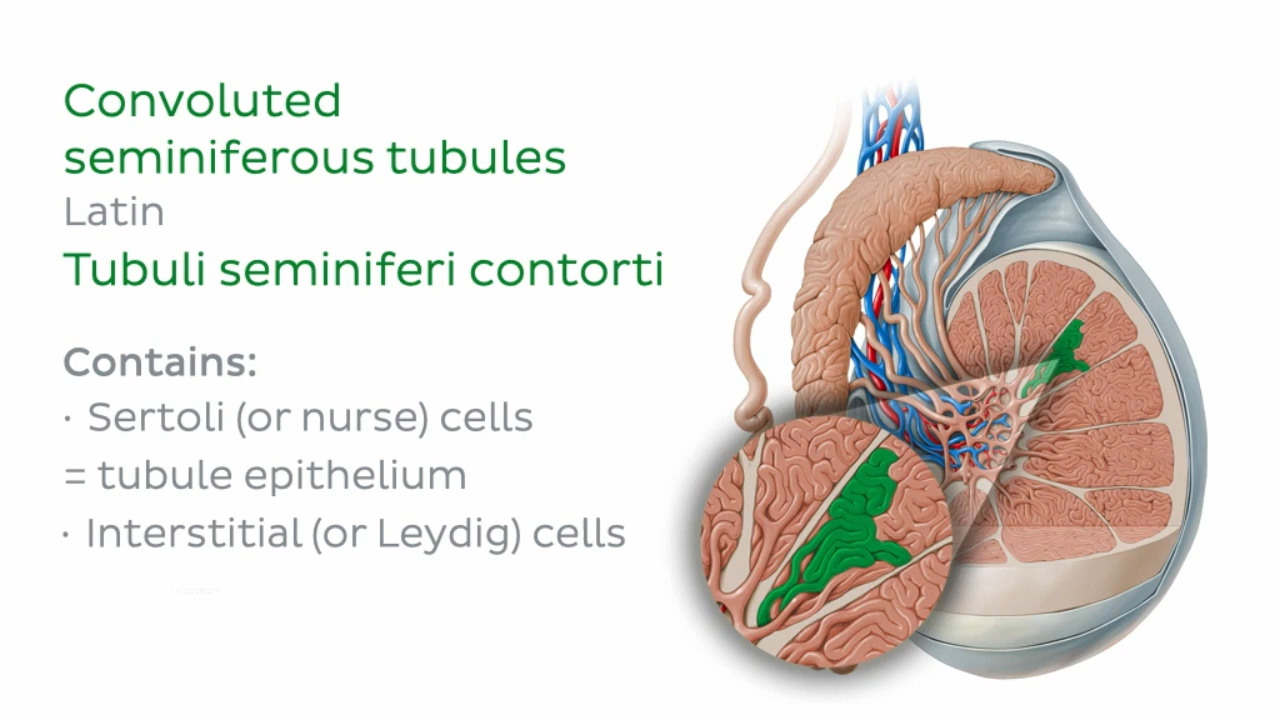 Convoluted
seminiferous tubules
Latin
Tubuli seminiferi contorti
Contains:
· Sertoli (or nurse) cells
= tubule epithelium
· Interstitial (or Leydig) cells